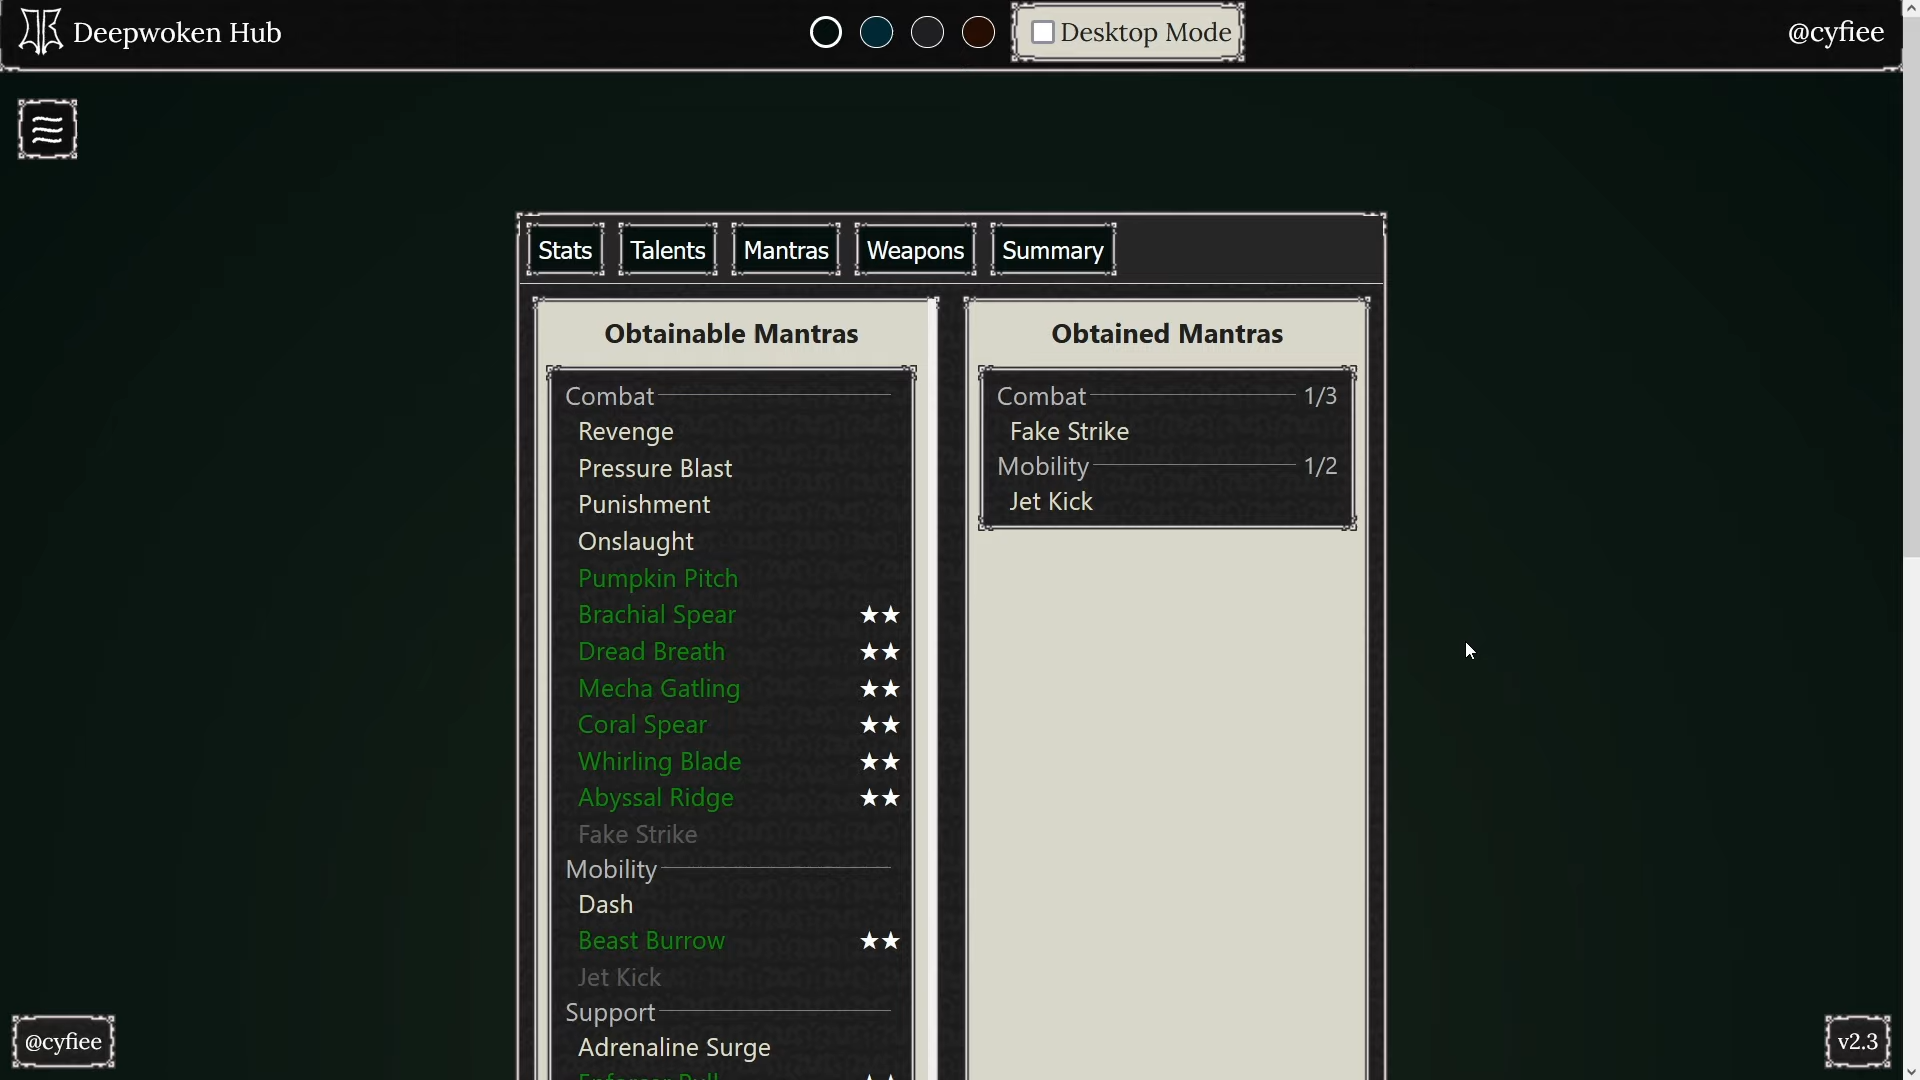 Deepwoken Hub
Desktop Mode
@cyfiee
Stats
Talents
Mantras
Weapons
Summary
Obtainable Mantras
Combat
Revenge
Pressure Blast
Punishment
Onslaught
Pumpkin Pitch
Brachial Spear ★★
Dread Breath ★★
Mecha Gatling ★★
Coral Spear ★★
Whirling Blade ★★
Abyssal Ridge ★★
Fake Strike
Mobility
Dash
Beast Burrow ★★
Jet Kick
Support
Adrenaline Surge
Obtained Mantras
Combat 1/3
Fake Strike
Mobility 1/2
Jet Kick
@cyfiee
v2.3